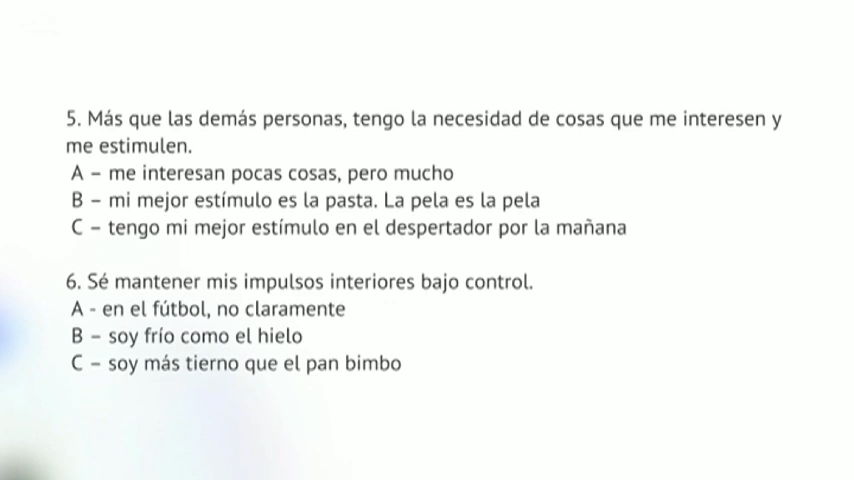 5. Más que las demás personas, tengo la necesidad de cosas que me interesen y
me estimulen.
A – me interesan pocas cosas, pero mucho
B – mi mejor estímulo es la pasta. La pela es la pela
C – tengo mi mejor estímulo en el despertador por la mañana
6. Sé mantener mis impulsos interiores bajo control.
A - en el fútbol, no claramente
B – soy frío como el hielo
C – soy más tierno que el pan bimbo